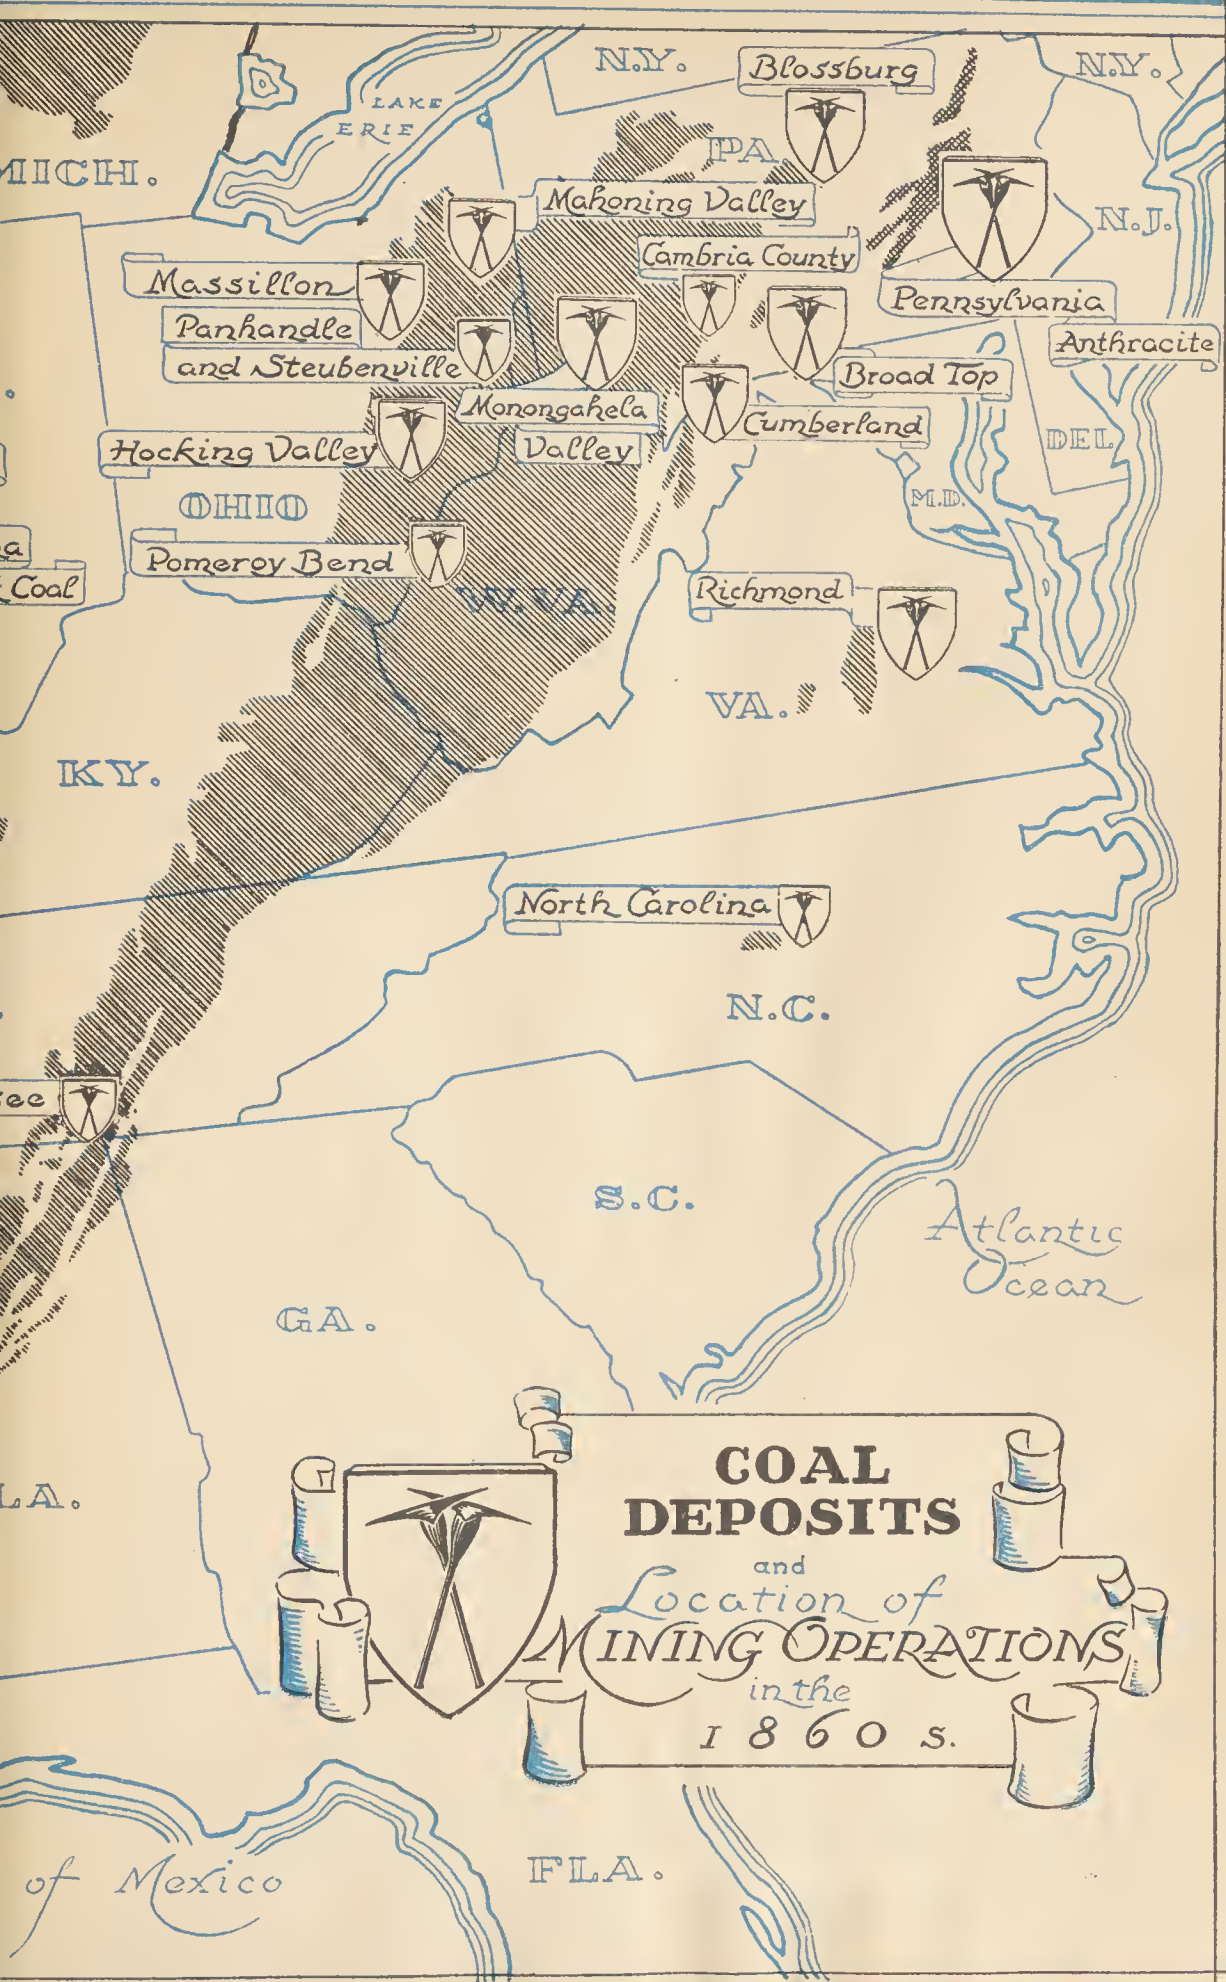 N.Y.
Blossburg
N.Y.
LAKE
ERIE
MICH.
PA
Mahoning Valley
N.J.
Cambria County
Massillon
Pennsylvania
Anthracite
Panhandle
and Steubenville
Broad Top
Monongahela
Valley
Cumberland
DEL
Hocking Valley
M.D.
OHIO
Pomeroy Bend
Coal
W.VA.
Richmond
VA.
KY.
North Carolina
N.C.
ee
S.C.
Atlantic
Ocean
GA.
LA.
COAL
DEPOSITS
and
Location of
MINING OPERATIONS
in the
1860s.
of Mexico
FLA.